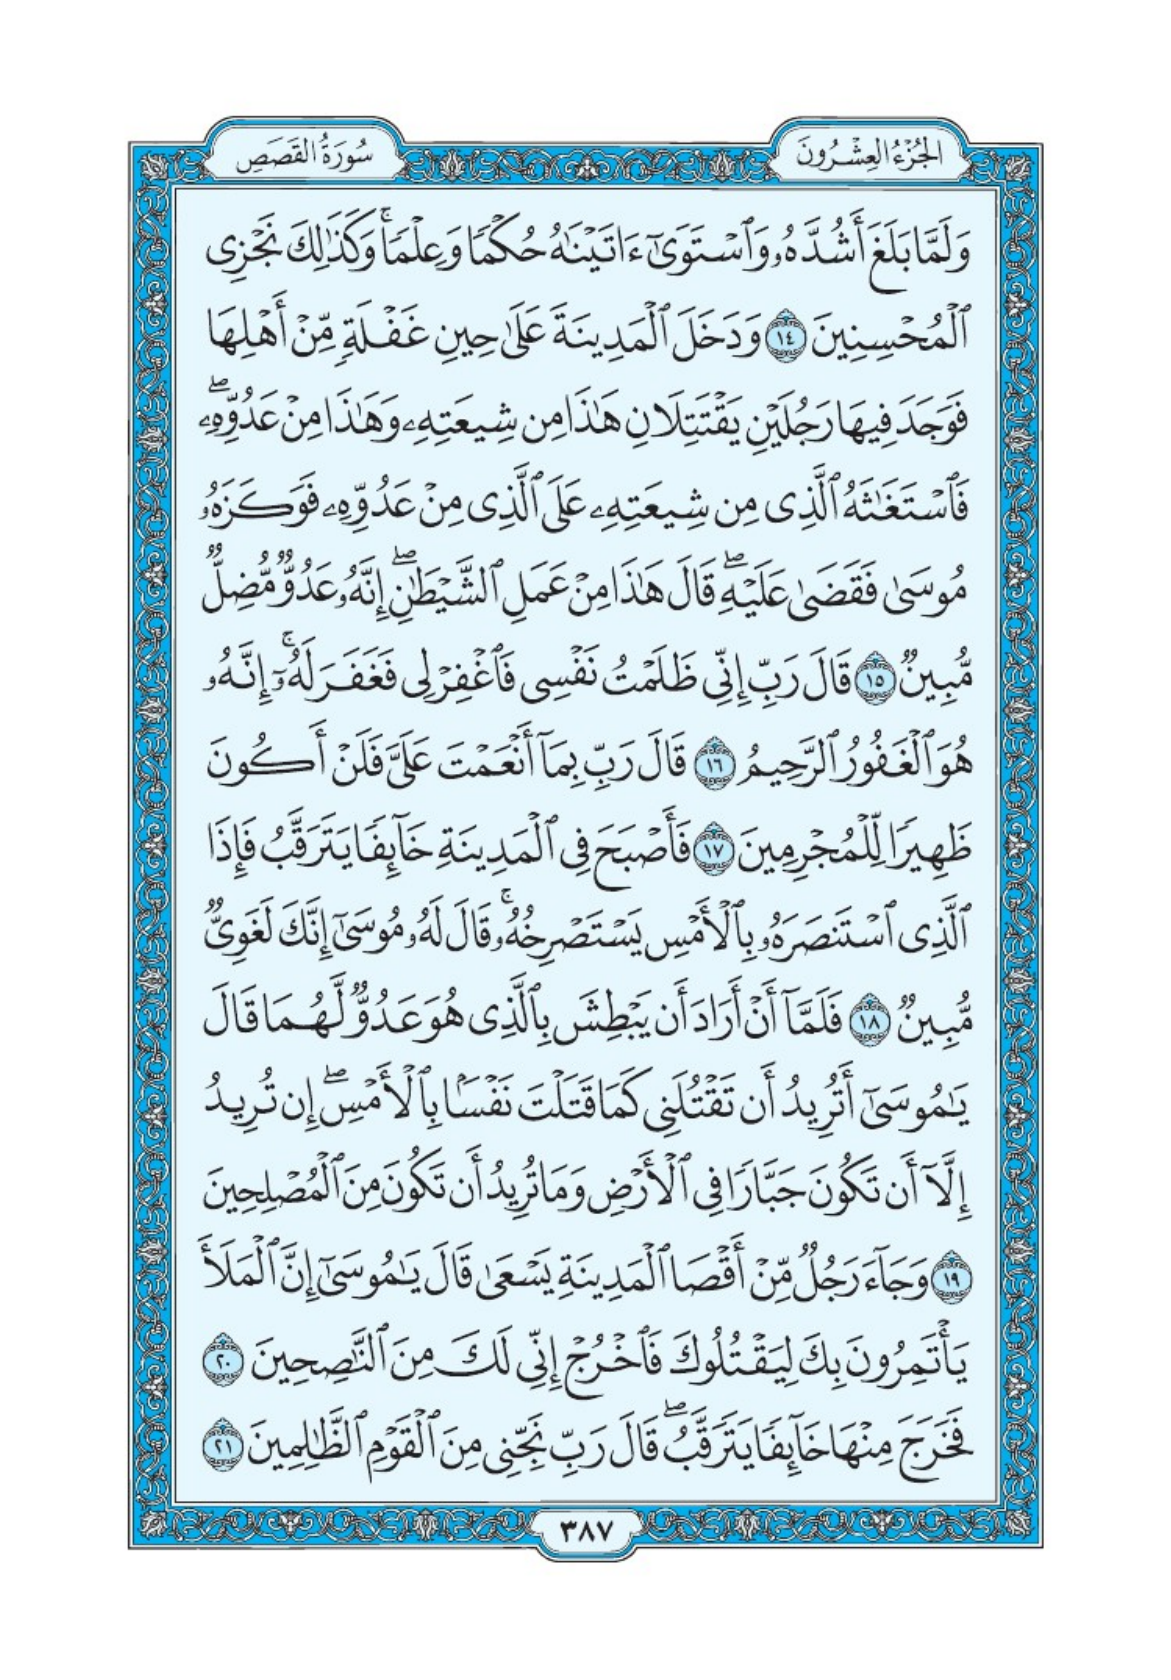 الجُزْءُ العِشْرُونَ
سُورَةُ القَصَصِ
وَلَمَّا بَلَغَ أَشُدَّهُۥ وَٱسْتَوَىٰٓ ءَاتَيْنَٰهُ حُكْمًا وَعِلْمًاۚ وَكَذَٰلِكَ نَجْزِى
ٱلْمُحْسِنِينَ ١٤ وَدَخَلَ ٱلْمَدِينَةَ عَلَىٰ حِينِ غَفْلَةٍ مِّنْ أَهْلِهَا
فَوَجَدَ فِيهَا رَجُلَيْنِ يَقْتَتِلَانِ هَٰذَا مِن شِيعَتِهِۦ وَهَٰذَا مِنْ عَدُوِّهِۦۖ
فَٱسْتَغَٰثَهُ ٱلَّذِى مِن شِيعَتِهِۦ عَلَى ٱلَّذِى مِنْ عَدُوِّهِۦ فَوَكَزَهُۥ
مُوسَىٰ فَقَضَىٰ عَلَيْهِۖ قَالَ هَٰذَا مِنْ عَمَلِ ٱلشَّيْطَٰنِۖ إِنَّهُۥ عَدُوٌّ مُّضِلٌّ
مُّبِينٌ ١٥ قَالَ رَبِّ إِنِّى ظَلَمْتُ نَفْسِى فَٱغْفِرْ لِى فَغَفَرَ لَهُۥٓۚ إِنَّهُۥ
هُوَ ٱلْغَفُورُ ٱلرَّحِيمُ ١٦ قَالَ رَبِّ بِمَآ أَنْعَمْتَ عَلَىَّ فَلَنْ أَكُونَ
ظَهِيرًا لِّلْمُجْرِمِينَ ١٧ فَأَصْبَحَ فِى ٱلْمَدِينَةِ خَآئِفًا يَتَرَقَّبُ فَإِذَا
ٱلَّذِى ٱسْتَنصَرَهُۥ بِٱلْأَمْسِ يَسْتَصْرِخُهُۥۚ قَالَ لَهُۥ مُوسَىٰٓ إِنَّكَ لَغَوِىٌّ
مُّبِينٌ ١٨ فَلَمَّآ أَنْ أَرَادَ أَن يَبْطِشَ بِٱلَّذِى هُوَ عَدُوٌّ لَّهُمَا قَالَ
يَٰمُوسَىٰٓ أَتُرِيدُ أَن تَقْتُلَنِى كَمَا قَتَلْتَ نَفْسًۢا بِٱلْأَمْسِۖ إِن تُرِيدُ
إِلَّآ أَن تَكُونَ جَبَّارًا فِى ٱلْأَرْضِ وَمَا تُرِيدُ أَن تَكُونَ مِنَ ٱلْمُصْلِحِينَ
١٩ وَجَآءَ رَجُلٌ مِّنْ أَقْصَا ٱلْمَدِينَةِ يَسْعَىٰ قَالَ يَٰمُوسَىٰٓ إِنَّ ٱلْمَلَأَ
يَأْتَمِرُونَ بِكَ لِيَقْتُلُوكَ فَٱخْرُجْ إِنِّى لَكَ مِنَ ٱلنَّٰصِحِينَ ٢٠
فَخَرَجَ مِنْهَا خَآئِفًا يَتَرَقَّبُۖ قَالَ رَبِّ نَجِّنِى مِنَ ٱلْقَوْمِ ٱلظَّٰلِمِينَ ٢١
٣٨٧